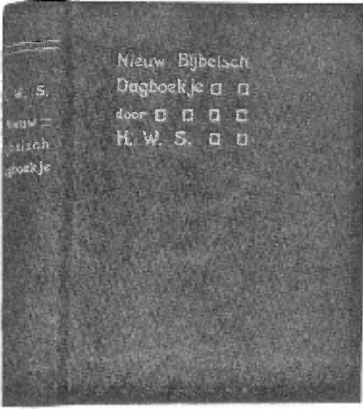 W. S.
Nieuw Bijbelsch
Dagboekje
door
H. W. S.